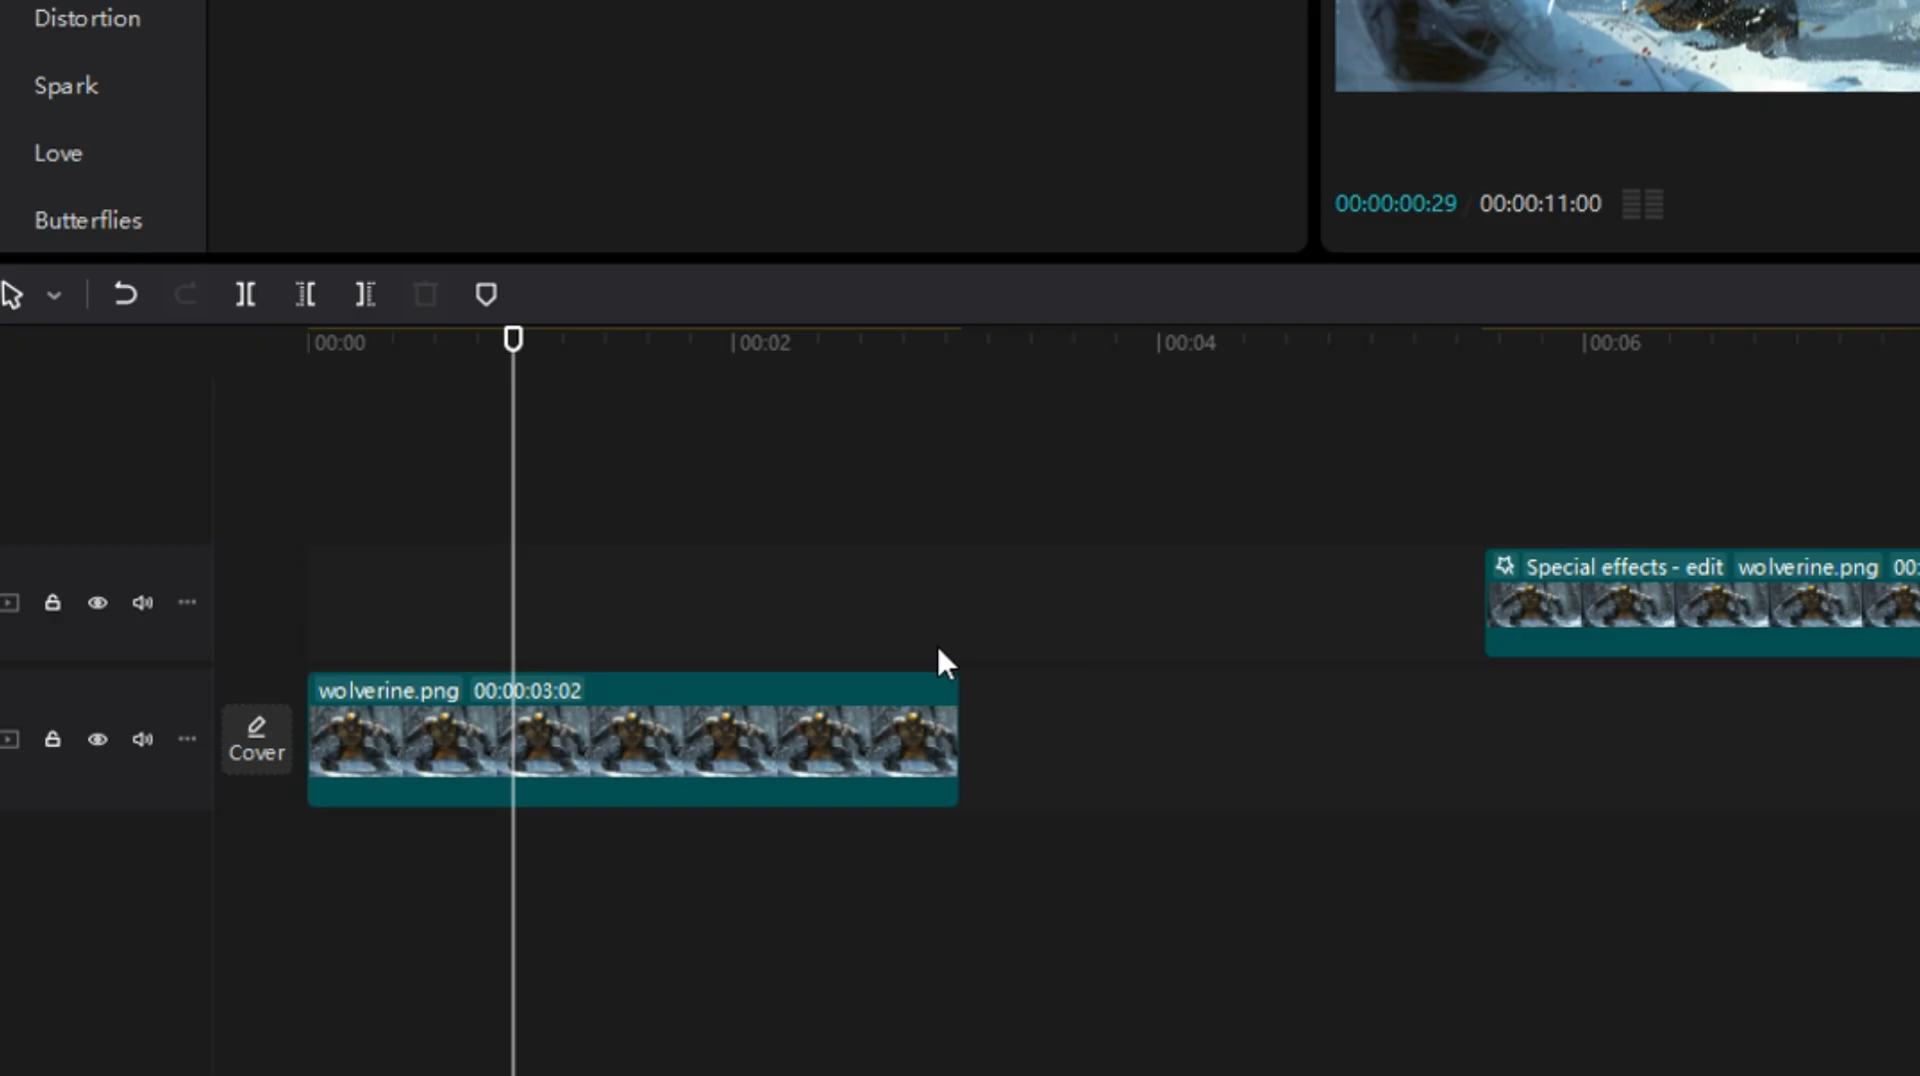 Distortion
Spark
Love
Butterflies
00:00:00:29 / 00:00:11:00
00:00 00:02 00:04 00:06
Special effects - edit wolverine.png 00:
wolverine.png 00:00:03:02
Cover